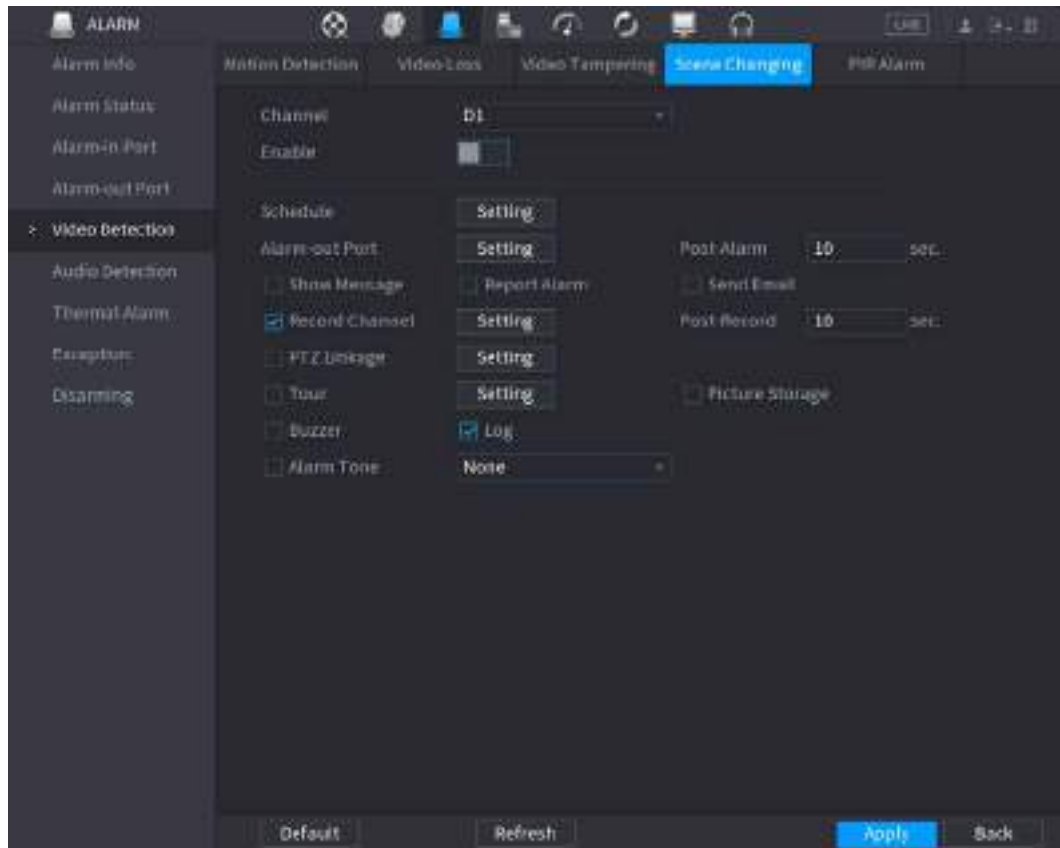 ALARM LIVE
Alarm Info Motion Detection Video Loss Video Tampering Scene Changing PIR Alarm
Alarm Status Channel D1
Alarm-in Port Enable
Alarm-out Port
Video Detection Schedule Setting
Alarm-out Port Setting Post Alarm 10 sec.
Audio Detection Show Message Report Alarm Send Email
Thermal Alarm Record Channel Setting Post Record 10 sec.
Exception PTZ Linkage Setting
Disarming Tour Setting Picture Storage
Buzzer Log
Alarm Tone None
Default Refresh Apply Back